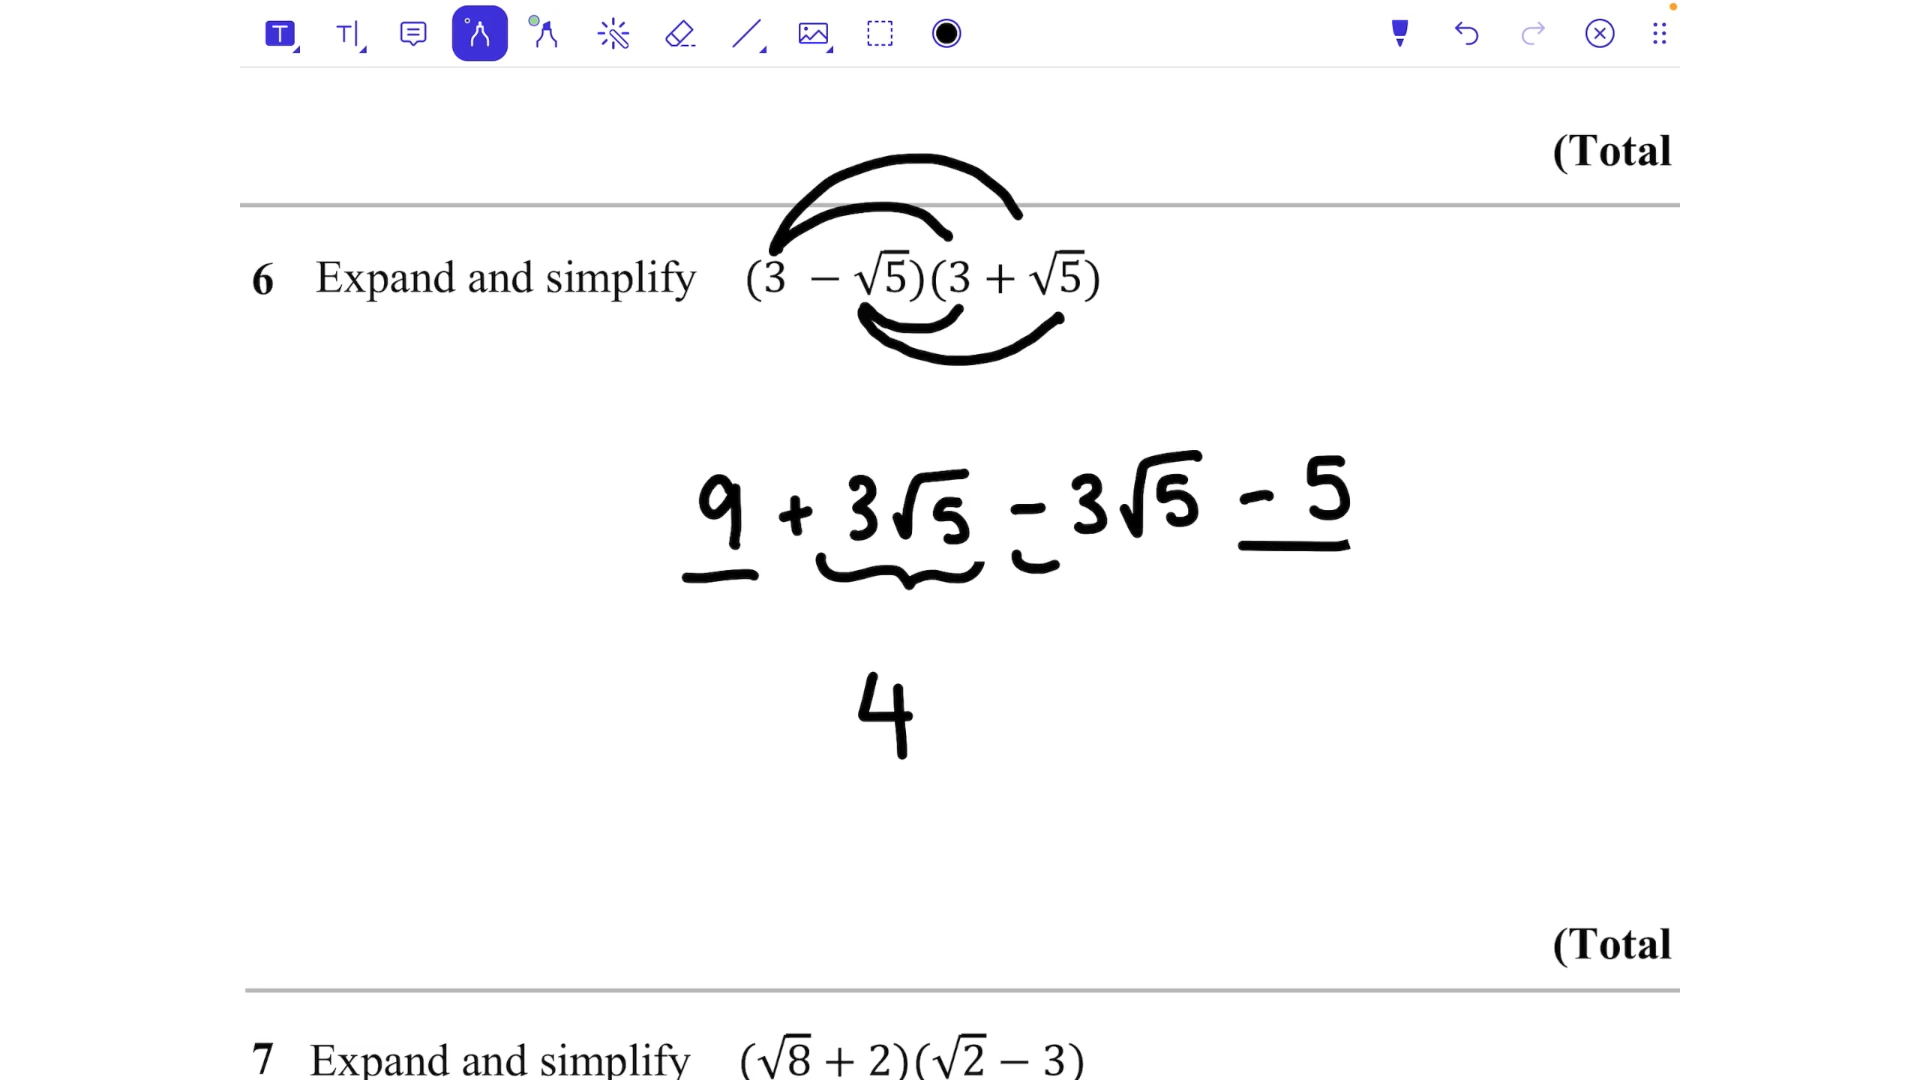 T T|
(Total
6 Expand and simplify (3 − √5)(3 + √5)
9 + 3√5 − 3√5 − 5
4
(Total
7 Expand and simplify (√8 + 2)(√2 − 3)